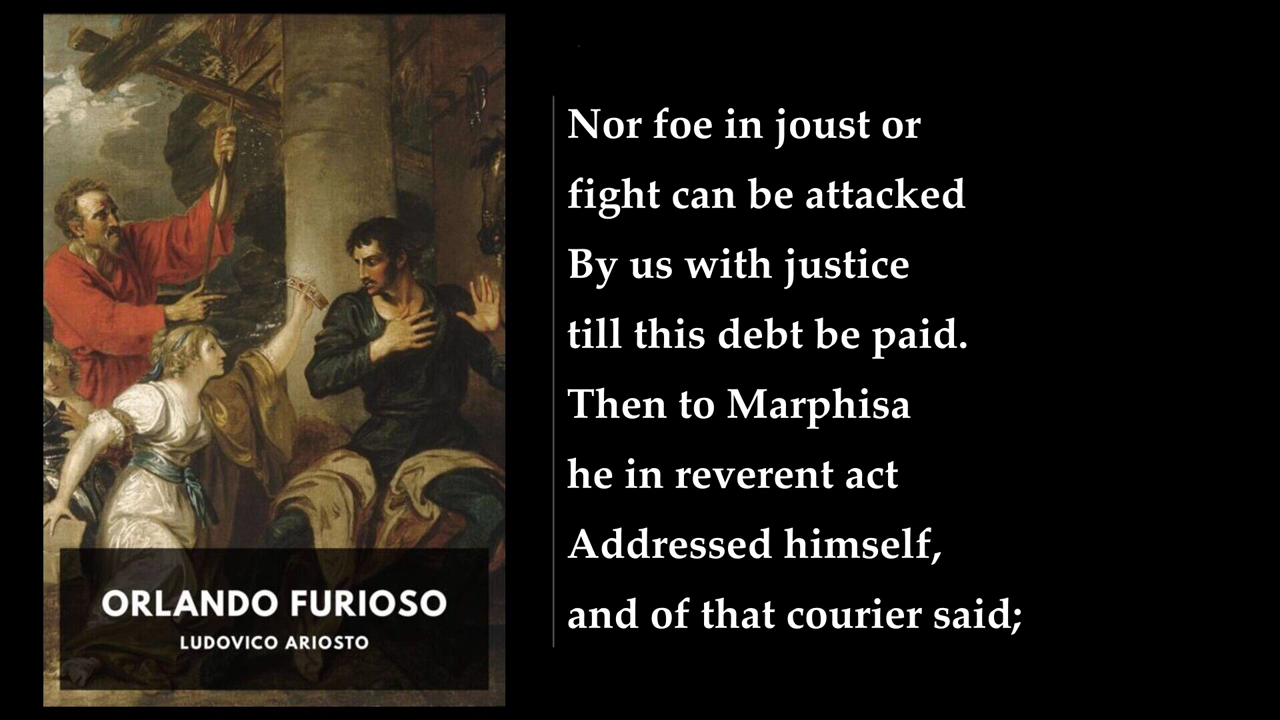 ORLANDO FURIOSO
LUDOVICO ARIOSTO
Nor foe in joust or
fight can be attacked
By us with justice
till this debt be paid.
Then to Marphisa
he in reverent act
Addressed himself,
and of that courier said;